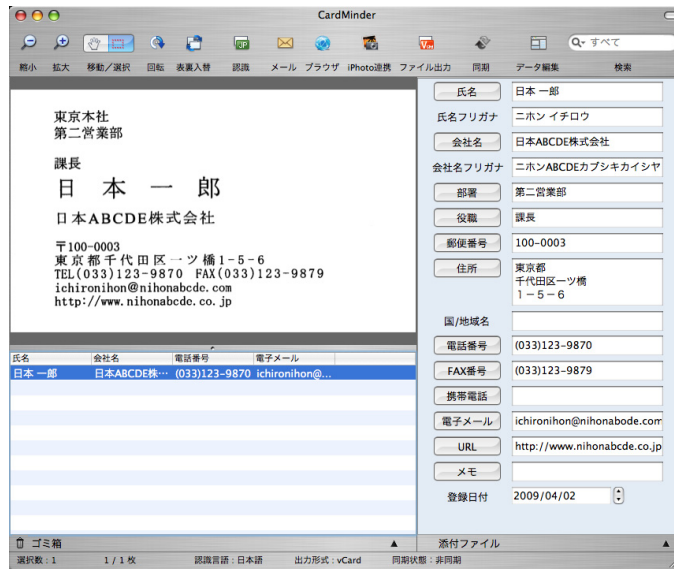 CardMinder
縮小 拡大 移動/選択 回転 表裏入替 認識 メール ブラウザ iPhoto連携 ファイル出力 同期 データ編集 検索
すべて
東京本社
第二営業部
課長
日本 一郎
日本ABCDE株式会社
〒100-0003
東京都千代田区一ツ橋1-5-6
TEL(033)123-9870 FAX(033)123-9879
ichironihon@nihonabcde.com
http://www.nihonabcde.co.jp
氏名 会社名 電話番号 電子メール
日本 一郎 日本ABCDE株… (033)123-9870 ichironihon@...
ゴミ箱
氏名 日本 一郎
氏名フリガナ ニホン イチロウ
会社名 日本ABCDE株式会社
会社名フリガナ ニホンABCDEカブシキカイシヤ
部署 第二営業部
役職 課長
郵便番号 100-0003
住所 東京都
千代田区一ツ橋
1-5-6
国/地域名
電話番号 (033)123-9870
FAX番号 (033)123-9879
携帯電話
電子メール ichironihon@nihonabode.com
URL http://www.nihonabcde.co.jp
メモ
登録日付 2009/04/02
添付ファイル
選択数:1 1/1 枚 認識言語:日本語 出力形式:vCard 同期状態:非同期